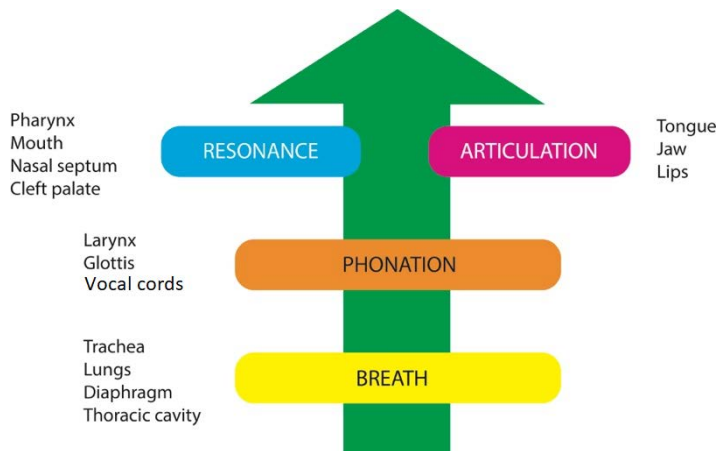 Pharynx
Mouth
Nasal septum
Cleft palate
RESONANCE
ARTICULATION
Tongue
Jaw
Lips
Larynx
Glottis
Vocal cords
PHONATION
Trachea
Lungs
Diaphragm
Thoracic cavity
BREATH